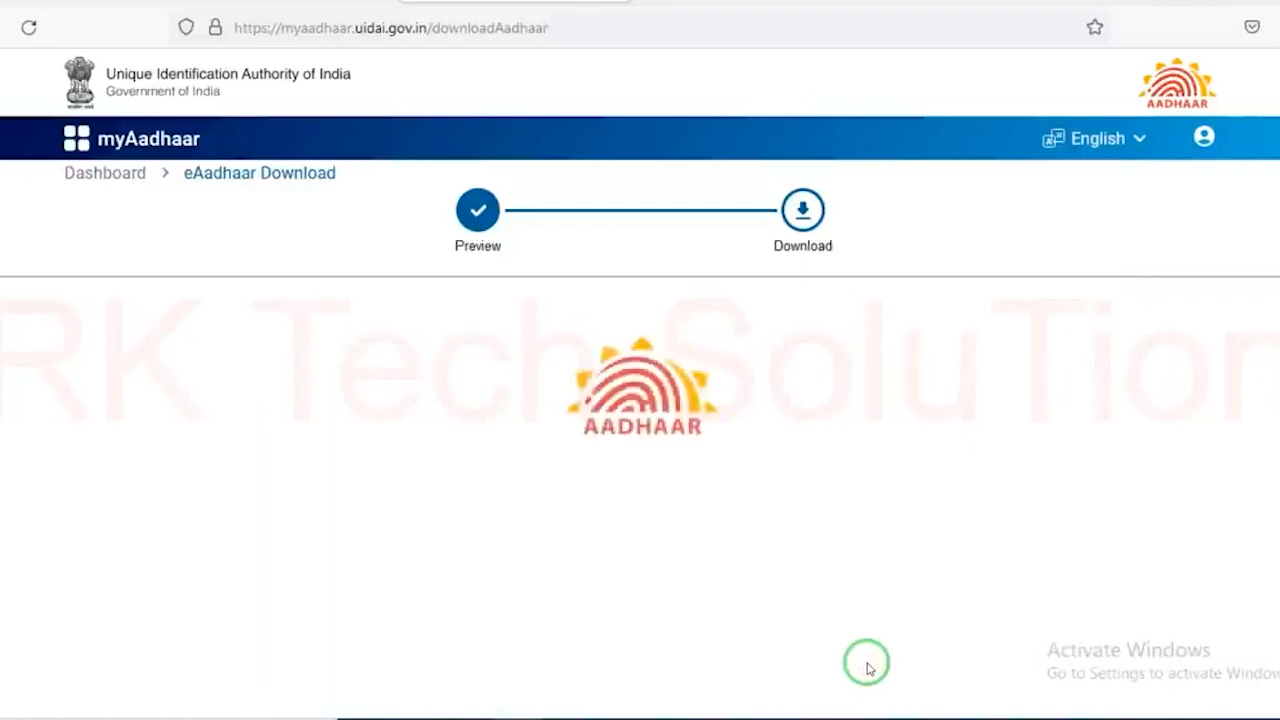 https://myaadhaar.uidai.gov.in/downloadAadhaar
Unique Identification Authority of India
Government of India
AADHAAR
myAadhaar
English
Dashboard > eAadhaar Download
Preview
Download
RK Tech SoluTion
AADHAAR
Activate Windows
Go to Settings to activate Window